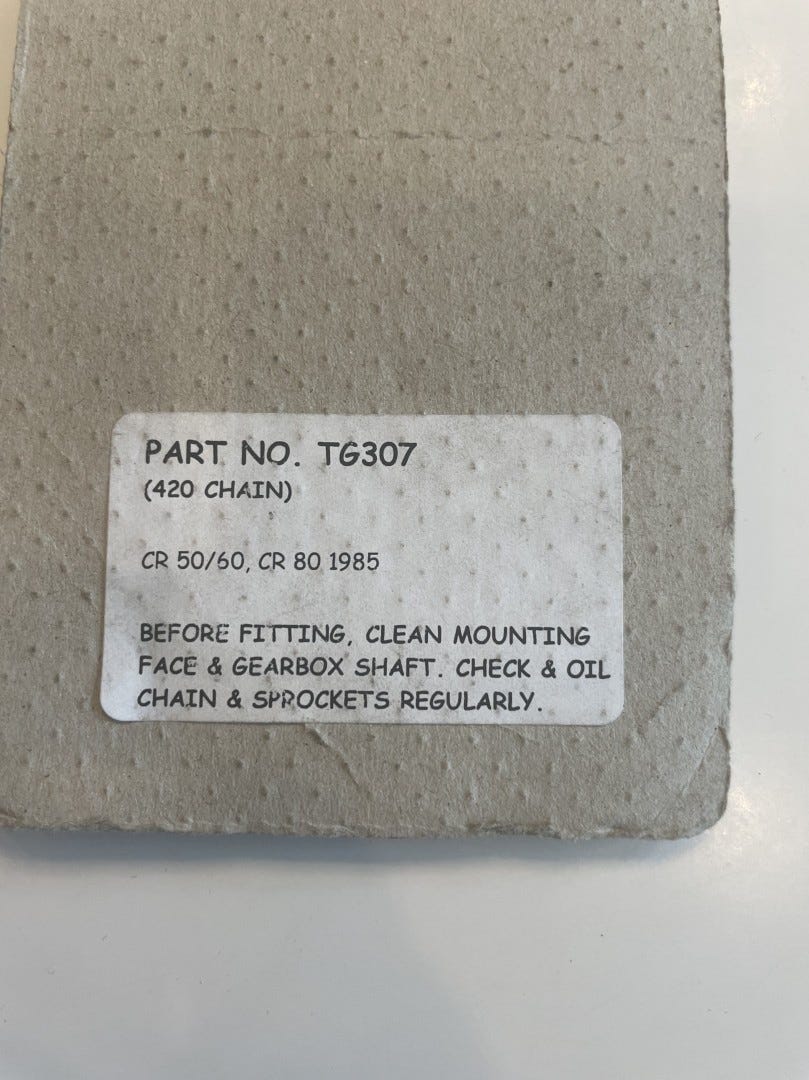 PART NO. TG307
(420 CHAIN)
CR 50/60, CR 80 1985
BEFORE FITTING, CLEAN MOUNTING
FACE & GEARBOX SHAFT. CHECK & OIL
CHAIN & SPROCKETS REGULARLY.